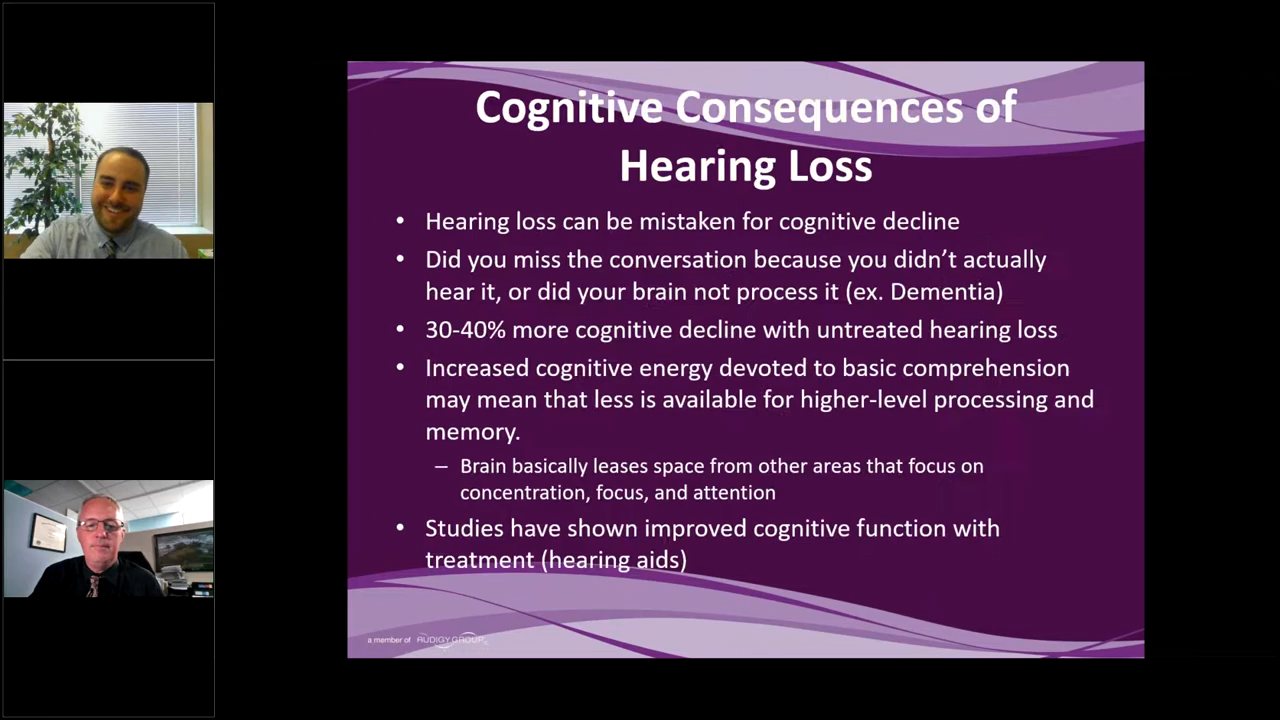 Cognitive Consequences of
Hearing Loss
• Hearing loss can be mistaken for cognitive decline
• Did you miss the conversation because you didn’t actually
hear it, or did your brain not process it (ex. Dementia)
• 30-40% more cognitive decline with untreated hearing loss
• Increased cognitive energy devoted to basic comprehension
may mean that less is available for higher-level processing and
memory.
– Brain basically leases space from other areas that focus on
concentration, focus, and attention
• Studies have shown improved cognitive function with
treatment (hearing aids)
a member of AUDIGY GROUP